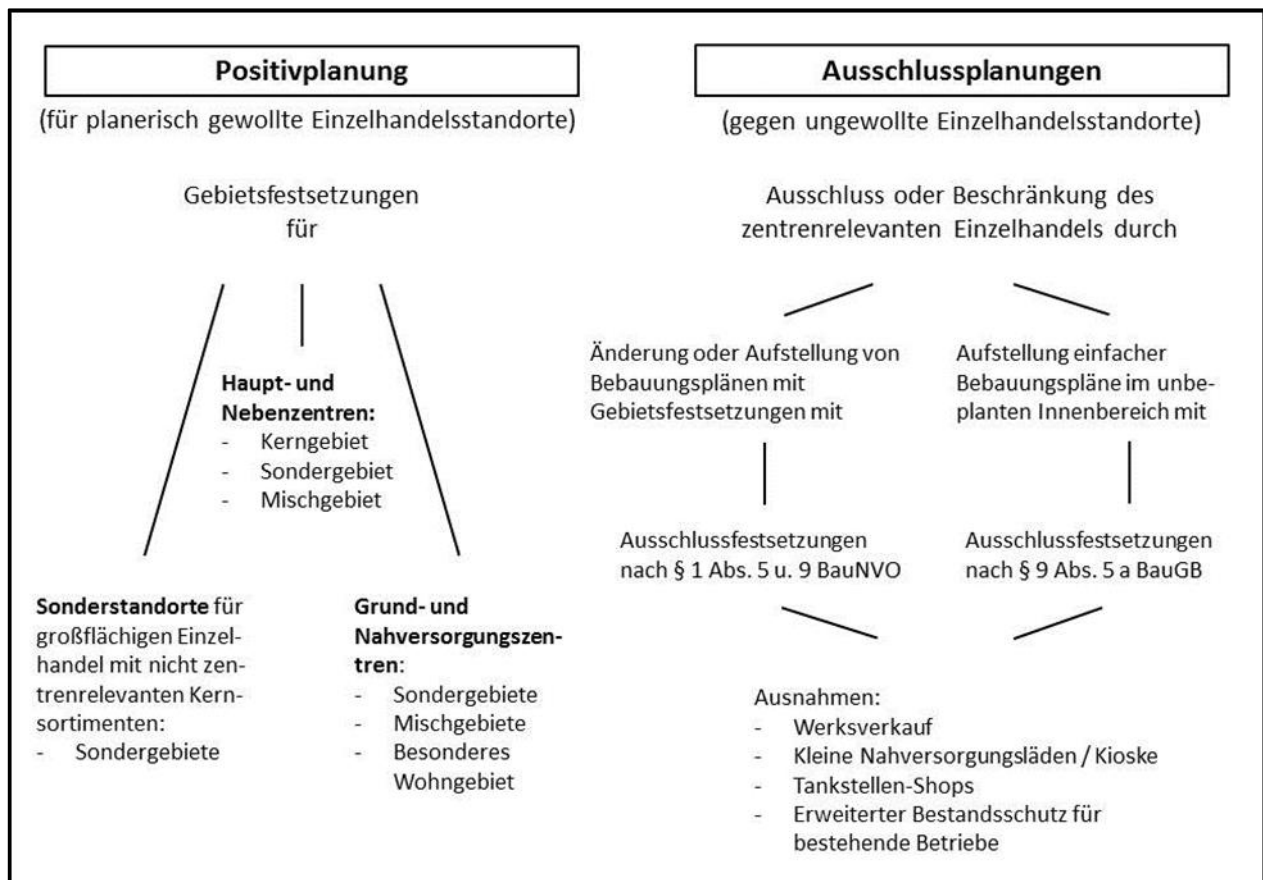 Positivplanung
(für planerisch gewollte Einzelhandelsstandorte)
Gebietsfestsetzungen
für
Haupt- und
Nebenzentren:
- Kerngebiet
- Sondergebiet
- Mischgebiet
Sonderstandorte für
großflächigen Einzel-
handel mit nicht zen-
trenrelevanten Kern-
sortimenten:
- Sondergebiete
Grund- und
Nahversorgungszen-
tren:
- Sondergebiete
- Mischgebiete
- Besonderes
Wohngebiet
Ausschlussplanungen
(gegen ungewollte Einzelhandelsstandorte)
Ausschluss oder Beschränkung des
zentrenrelevanten Einzelhandels durch
Änderung oder Aufstellung von
Bebauungsplänen mit
Gebietsfestsetzungen mit
Aufstellung einfacher
Bebauungspläne im unbe-
planten Innenbereich mit
Ausschlussfestsetzungen
nach § 1 Abs. 5 u. 9 BauNVO
Ausschlussfestsetzungen
nach § 9 Abs. 5 a BauGB
Ausnahmen:
- Werksverkauf
- Kleine Nahversorgungsläden / Kioske
- Tankstellen-Shops
- Erweiterter Bestandsschutz für
bestehende Betriebe